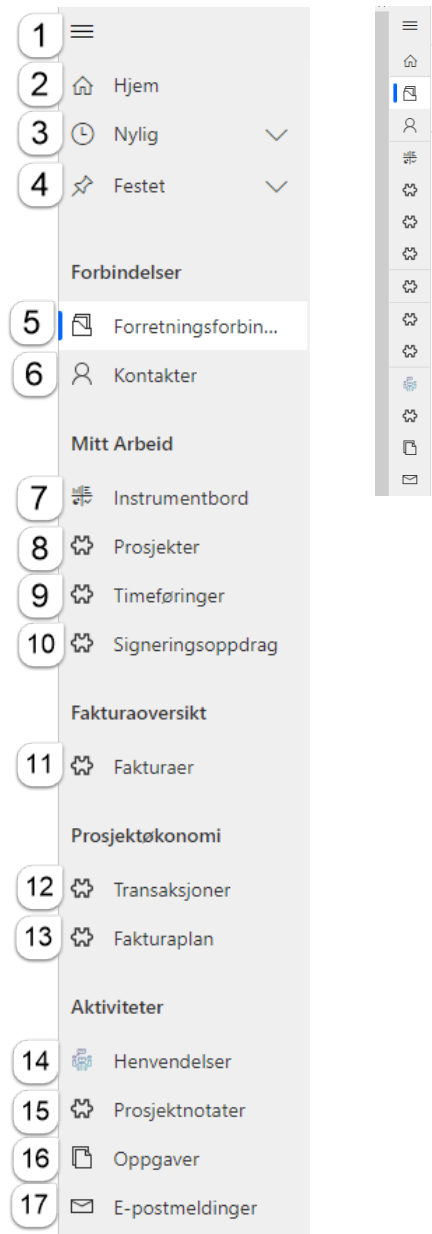 1
2 Hjem
3 Nylig
4 Festet
Forbindelser
5 Forretningsforbin...
6 Kontakter
Mitt Arbeid
7 Instrumentbord
8 Prosjekter
9 Timeføringer
10 Signeringsoppdrag
Fakturaoversikt
11 Fakturaer
Prosjektøkonomi
12 Transaksjoner
13 Fakturaplan
Aktiviteter
14 Henvendelser
15 Prosjektnotater
16 Oppgaver
17 E-postmeldinger